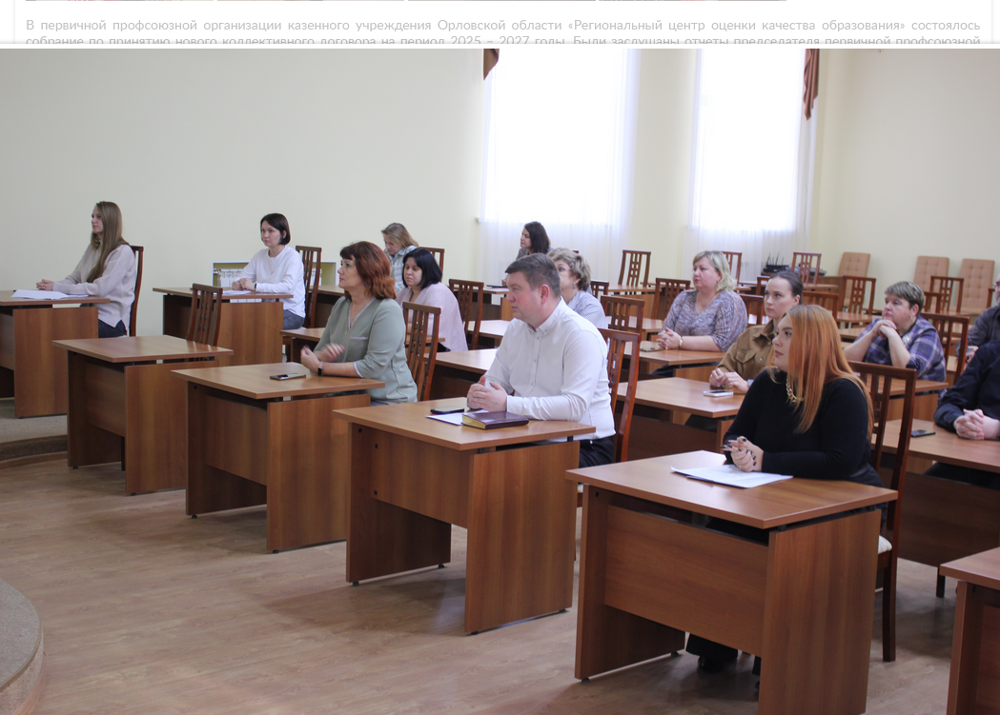 В первичной профсоюзной организации казенного учреждения Орловской области «Региональный центр оценки качества образования» состоялось
собрание по принятию нового коллективного договора на период 2025 – 2027 годы. Были заслушаны отчеты председателя первичной профсоюзной